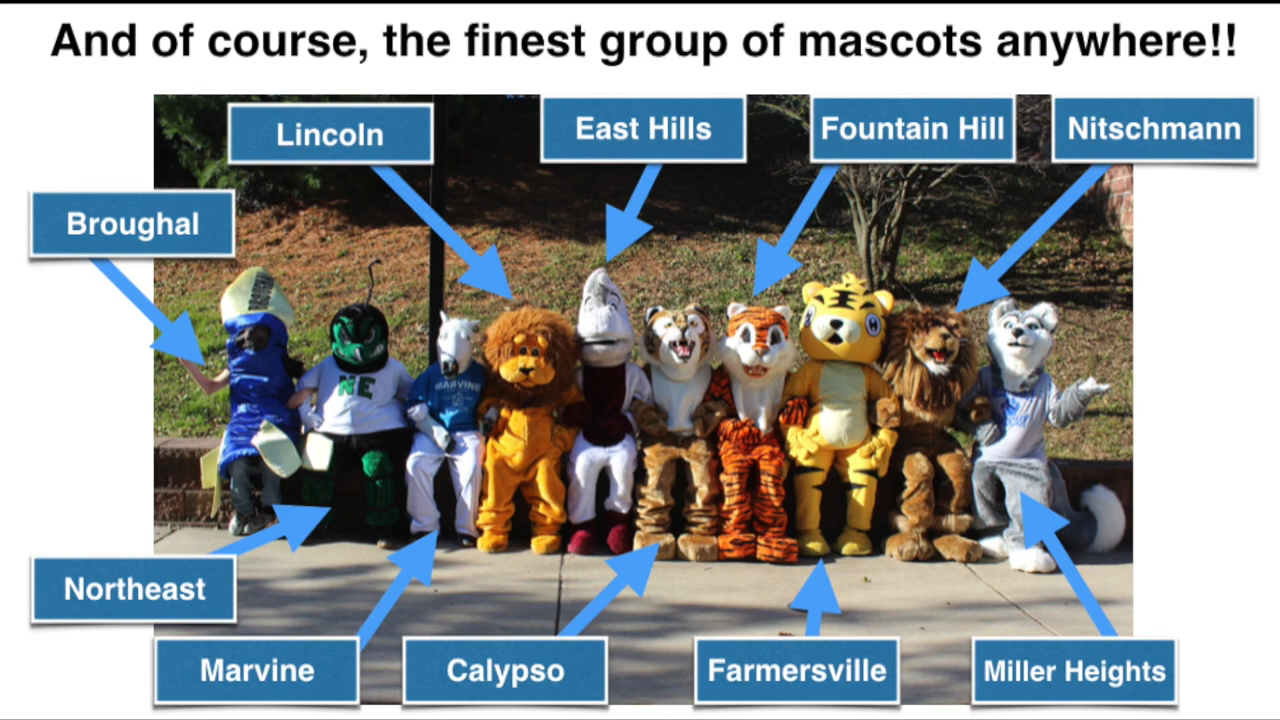 And of course, the finest group of mascots anywhere!!
Lincoln
East Hills
Fountain Hill
Nitschmann
Broughal
NE
MARVINE
Northeast
Marvine
Calypso
Farmersville
Miller Heights